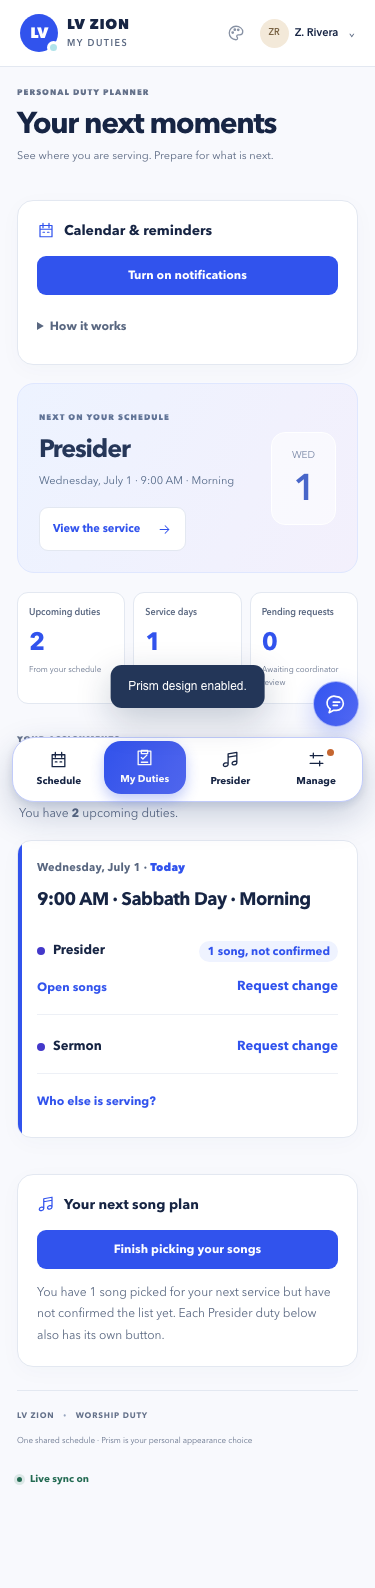 LV
LV ZION
MY DUTIES
ZR
Z. Rivera
PERSONAL DUTY PLANNER
Your next moments
See where you are serving. Prepare for what is next.
Calendar & reminders
Turn on notifications
How it works
NEXT ON YOUR SCHEDULE
Presider
Wednesday, July 1 · 9:00 AM · Morning
View the service
WED
1
Upcoming duties
2
From your schedule
Service days
1
Pending requests
0
Awaiting coordinator
review
Prism design enabled.
Schedule
My Duties
Presider
Manage
You have 2 upcoming duties.
Wednesday, July 1 · Today
9:00 AM · Sabbath Day · Morning
Presider
1 song, not confirmed
Open songs
Request change
Sermon
Request change
Who else is serving?
Your next song plan
Finish picking your songs
You have 1 song picked for your next service but have
not confirmed the list yet. Each Presider duty below
also has its own button.
LV ZION · WORSHIP DUTY
One shared schedule · Prism is your personal appearance choice
Live sync on